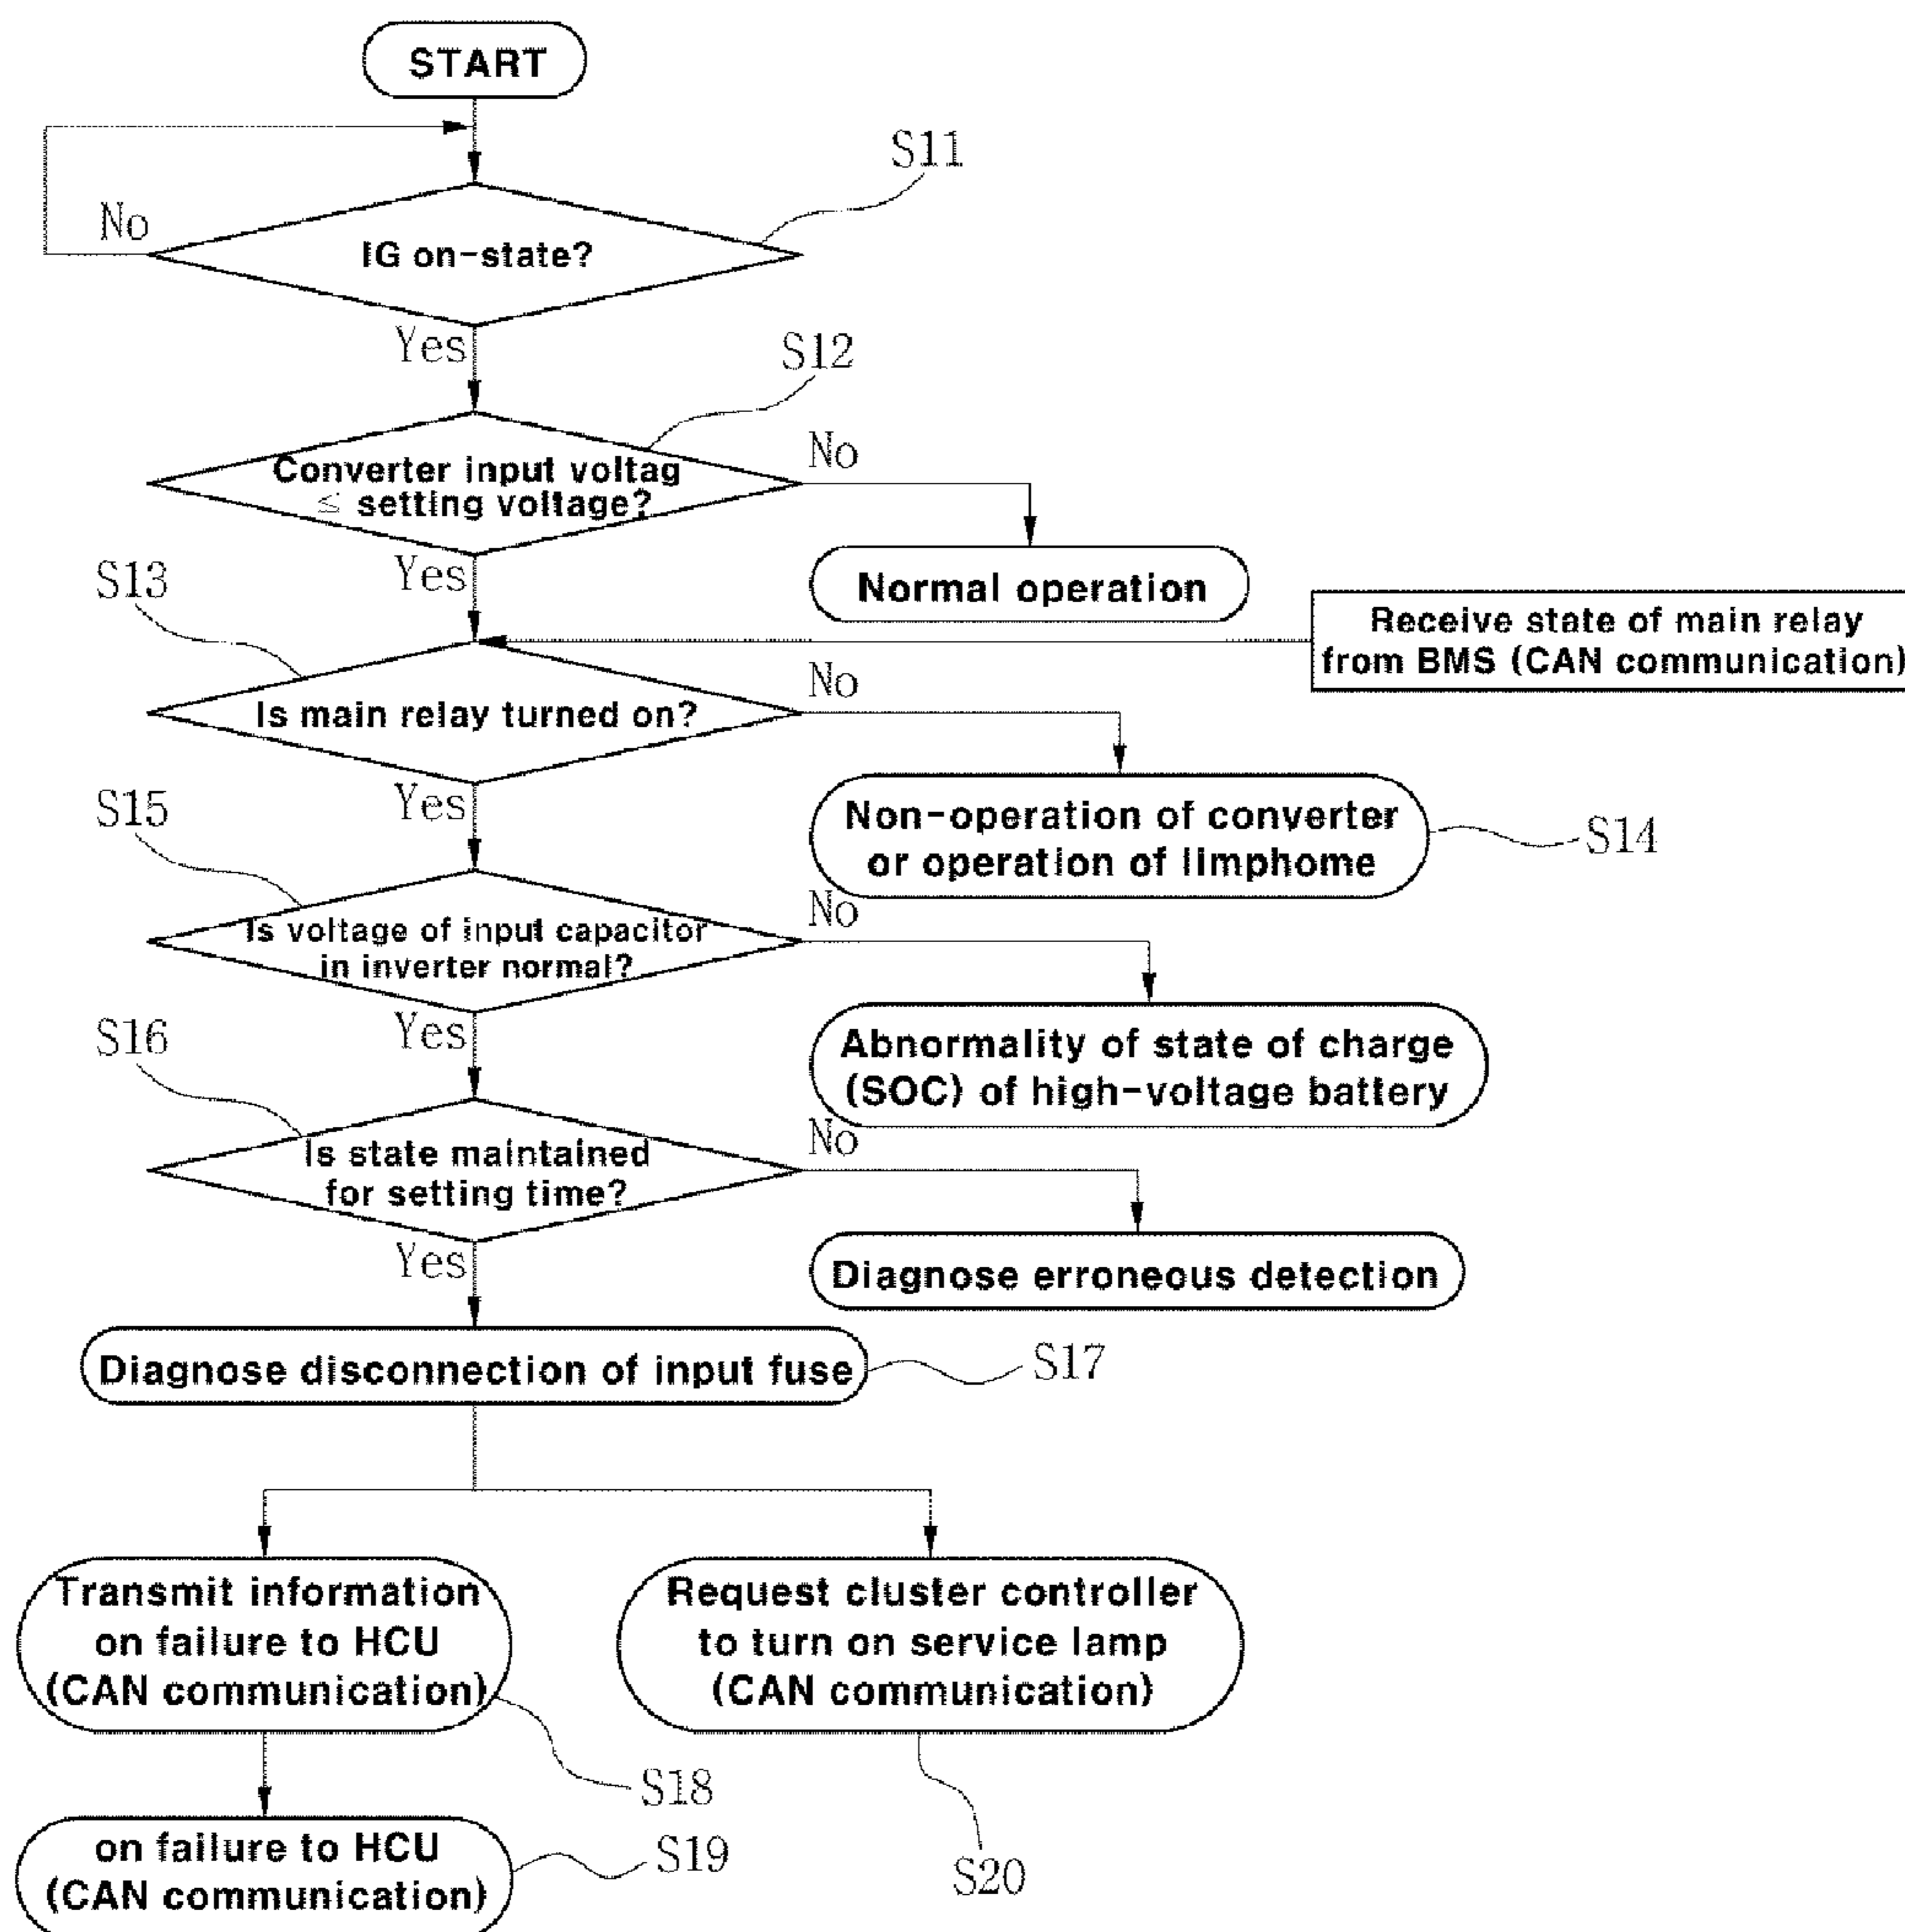 START
S11
No
IG on-state?
Yes
S12
Converter input voltag
≤ setting voltage?
No
Normal operation
Yes
S13
Receive state of main relay
from BMS (CAN communication)
Is main relay turned on?
No
Non-operation of converter
or operation of limphome
S14
Yes
S15
Is voltage of input capacitor
in inverter normal?
No
Abnormality of state of charge
(SOC) of high-voltage battery
Yes
S16
Is state maintained
for setting time?
No
Diagnose erroneous detection
Yes
Diagnose disconnection of input fuse
S17
Transmit information
on failure to HCU
(CAN communication)
S18
Request cluster controller
to turn on service lamp
(CAN communication)
S20
on failure to HCU
(CAN communication)
S19